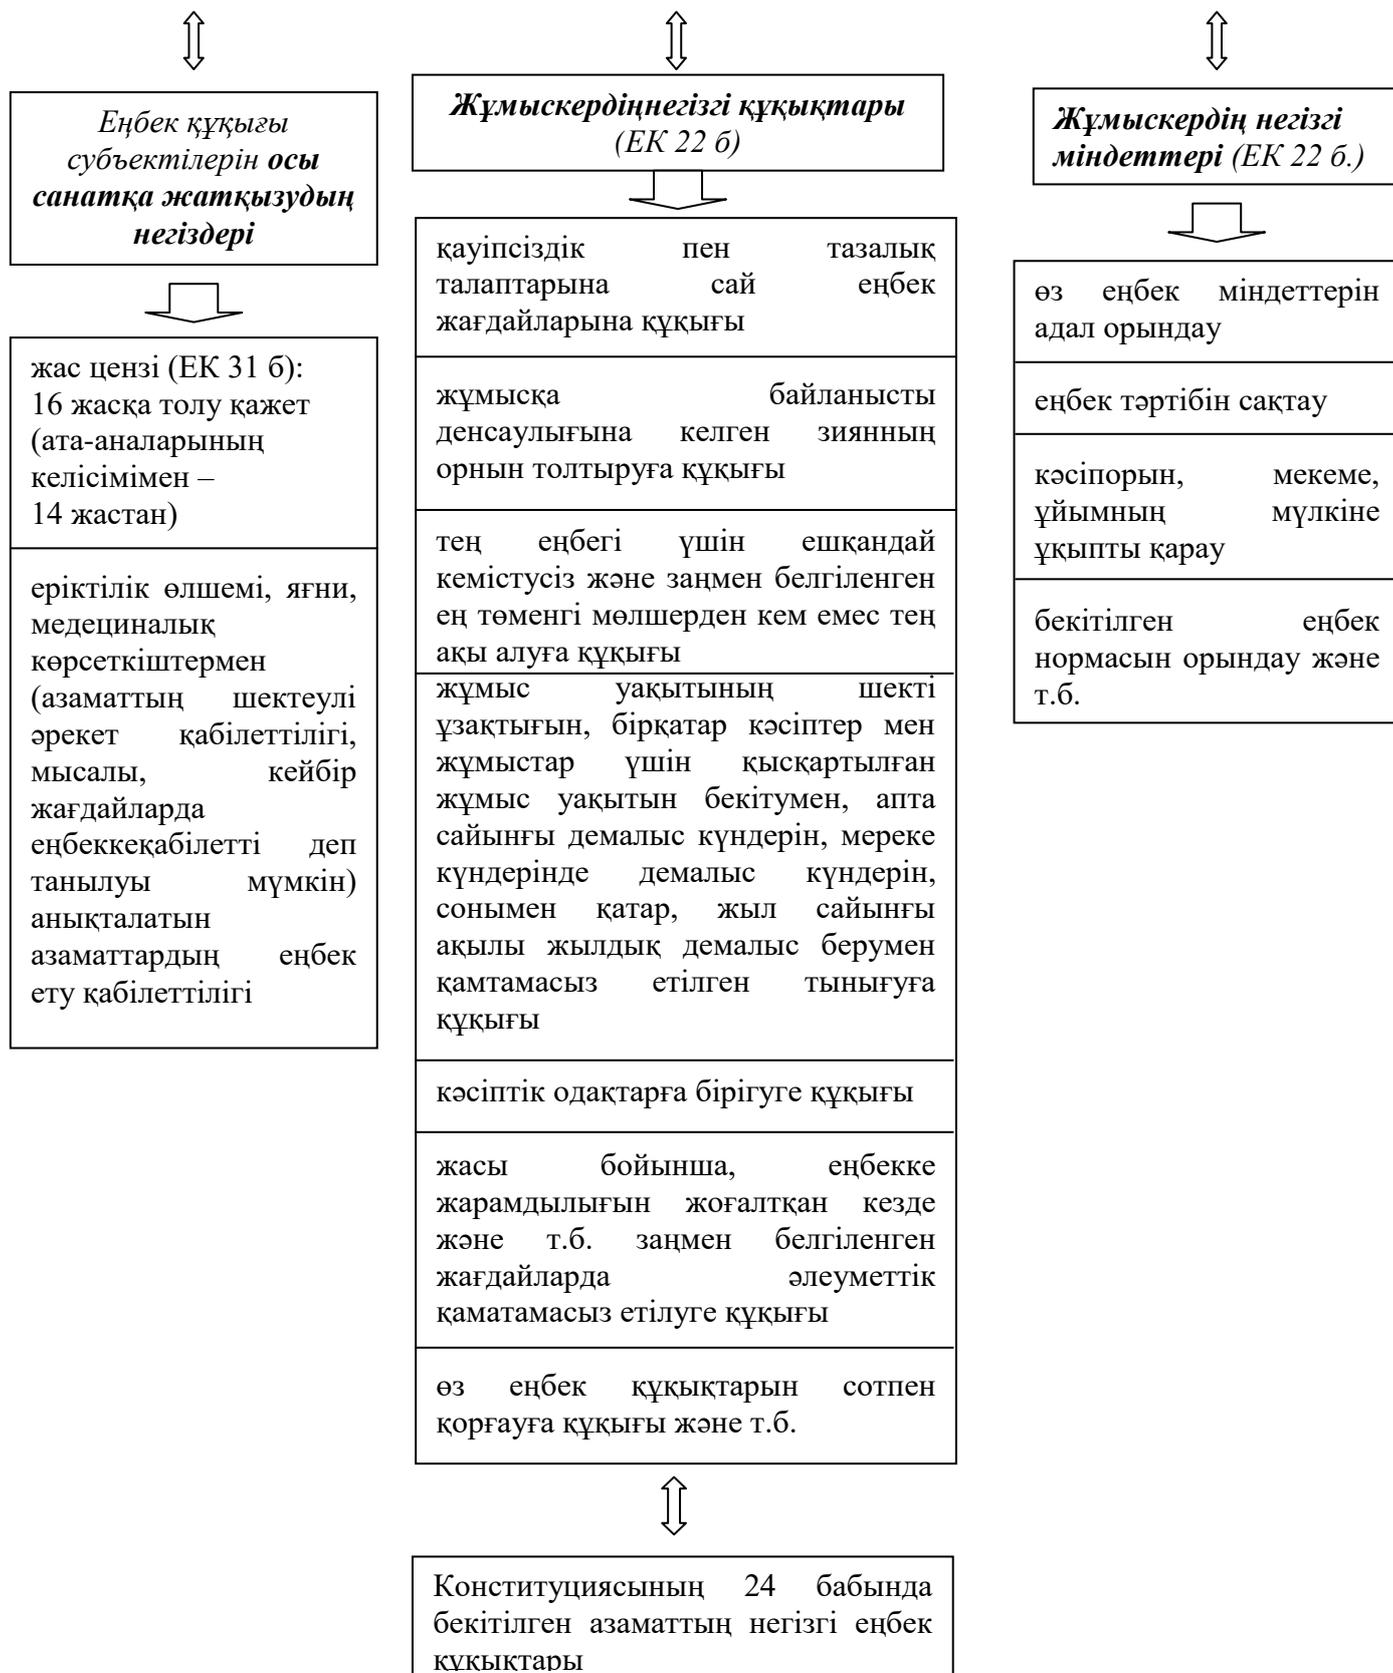 Еңбек құқығы
субъектілерін осы
санатқа жатқызудың
негіздері
жас цензі (ЕК 31 б):
16 жасқа толу қажет
(ата-аналарының
келісімімен –
14 жастан)
еріктілік өлшемі, яғни,
медециналық
көрсеткіштермен
(азаматтың шектеулі
әрекет қабілеттілігі,
мысалы, кейбір
жағдайларда
еңбеккеқабілетті деп
танылуы мүмкін)
анықталатын
азаматтардың еңбек
ету қабілеттілігі
Жұмыскердіңнегізгі құқықтары
(ЕК 22 б)
қауіпсіздік пен тазалық
талаптарына сай еңбек
жағдайларына құқығы
жұмысқа байланысты
денсаулығына келген зиянның
орнын толтыруға құқығы
тең еңбегі үшін ешқандай
кемістусіз және заңмен белгіленген
ең төменгі мөлшерден кем емес тең
ақы алуға құқығы
жұмыс уақытының шекті
ұзақтығын, бірқатар кәсіптер мен
жұмыстар үшін қысқартылған
жұмыс уақытын бекітумен, апта
сайынғы демалыс күндерін, мереке
күндерінде демалыс күндерін,
сонымен қатар, жыл сайынғы
ақылы жылдық демалыс берумен
қамтамасыз етілген тынығуға
құқығы
кәсіптік одақтарға бірігуге құқығы
жасы бойынша, еңбекке
жарамдылығын жоғалтқан кезде
және т.б. заңмен белгіленген
жағдайларда әлеуметтік
қаматамасыз етілуге құқығы
өз еңбек құқықтарын сотпен
қорғауға құқығы және т.б.
Конституциясының 24 бабында
бекітілген азаматтың негізгі еңбек
құқықтары
Жұмыскердің негізгі
міндеттері (ЕК 22 б.)
өз еңбек міндеттерін
адал орындау
еңбек тәртібін сақтау
кәсіпорын, мекеме,
ұйымның мүлкіне
ұқыпты қарау
бекітілген еңбек
нормасын орындау және
т.б.